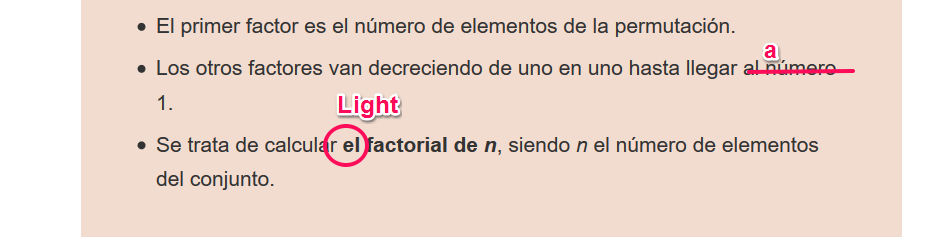 El primer factor es el número de elementos de la permutación.
a
Los otros factores van decreciendo de uno en uno hasta llegar al número
1.
Light
Se trata de calcular el factorial de n, siendo n el número de elementos
del conjunto.